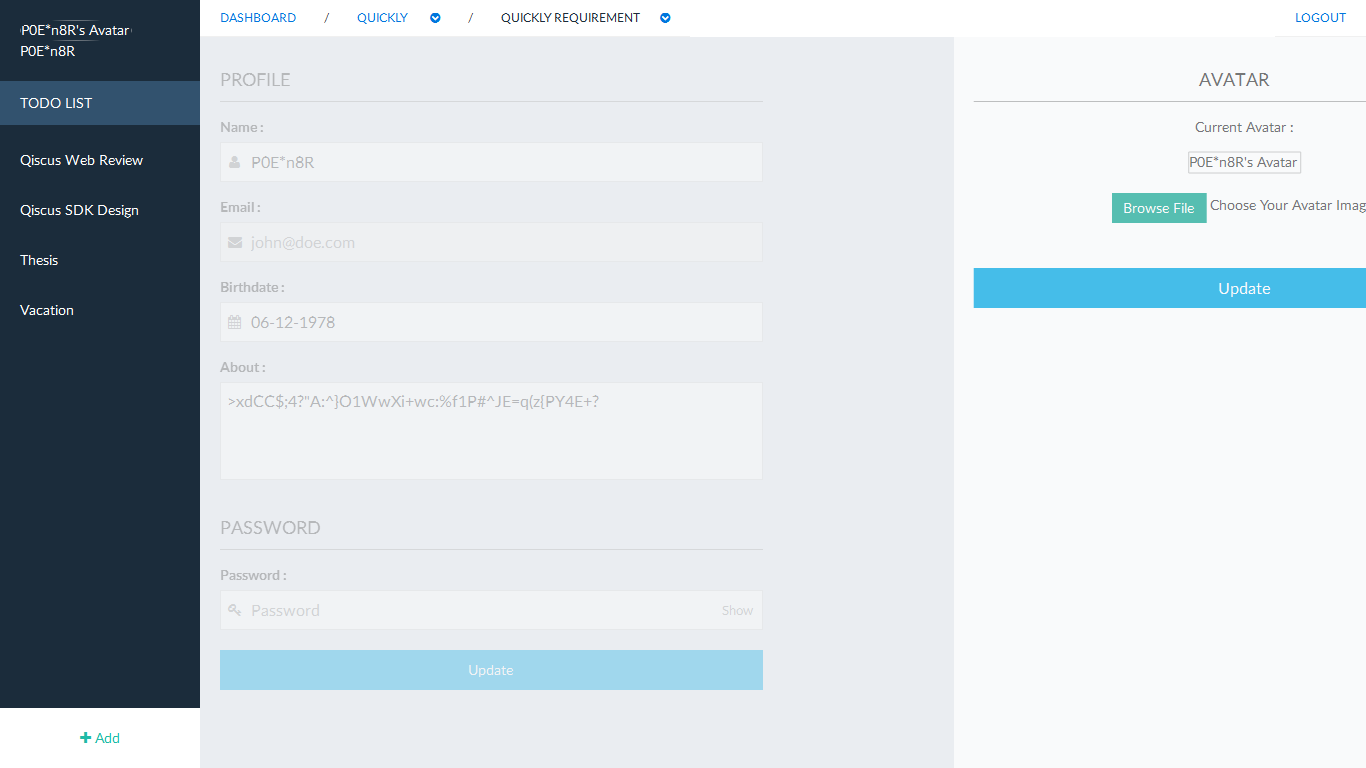 P0E*n8R's Avatar
P0E*n8R
TODO LIST
Qiscus Web Review
Qiscus SDK Design
Thesis
Vacation
Add
DASHBOARD / QUICKLY / QUICKLY REQUIREMENT
LOGOUT
PROFILE
Name :
P0E*n8R
Email :
john@doe.com
Birthdate :
06-12-1978
About :
>xdCC$;4?"A:^}O1WwXi+wc:%f1P#^JE=q(z{PY4E+?
PASSWORD
Password :
Password Show
Update
AVATAR
Current Avatar :
P0E*n8R's Avatar
Browse File Choose Your Avatar Imag
Update